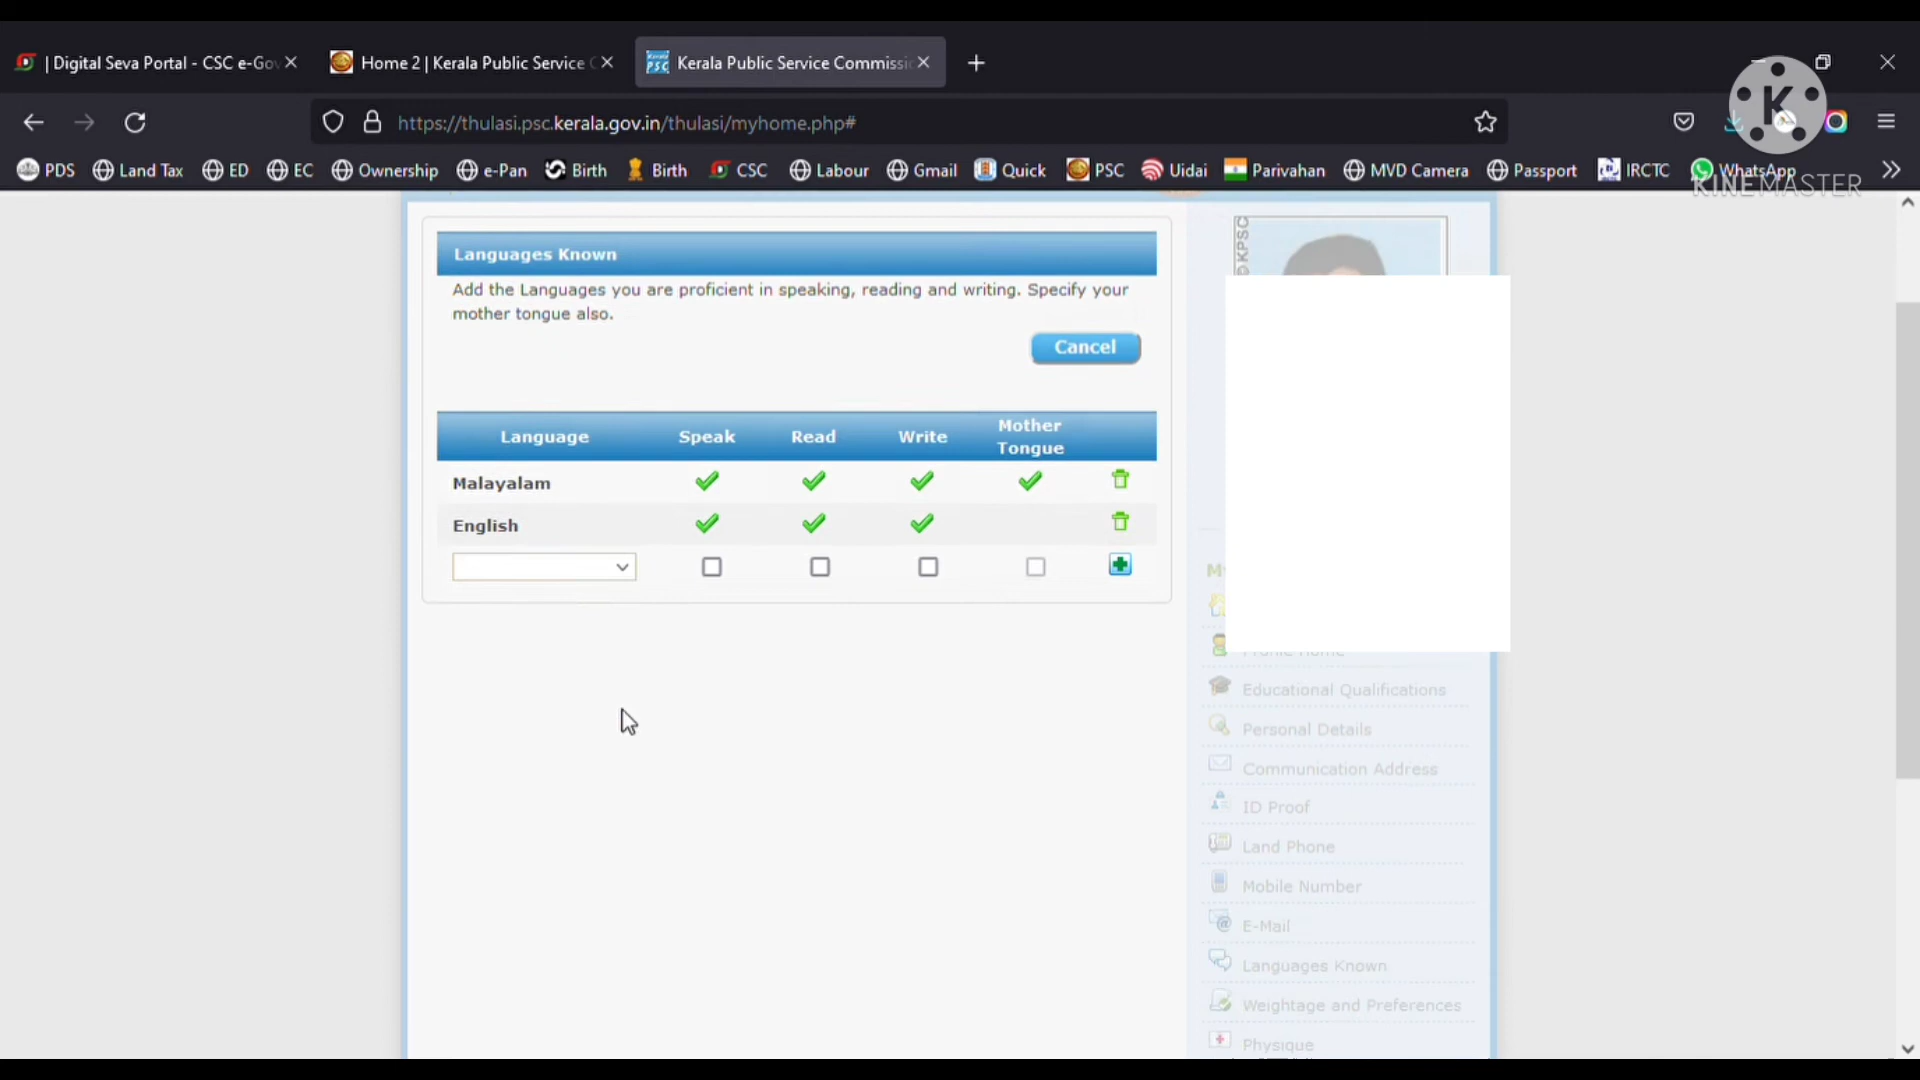 | Digital Seva Portal - CSC e-Gov
Home 2 | Kerala Public Service C
Kerala Public Service Commissi
https://thulasi.psc.kerala.gov.in/thulasi/myhome.php#
PDS Land Tax ED EC Ownership e-Pan Birth Birth CSC Labour Gmail Quick PSC Uidai Parivahan MVD Camera Passport IRCTC WhatsApp
K
KINEMASTER
©KPSC
Languages Known
Add the Languages you are proficient in speaking, reading and writing. Specify your
mother tongue also.
Cancel
Language Speak Read Write Mother Tongue
Malayalam
English
Educational Qualifications
Personal Details
Communication Address
ID Proof
Land Phone
Mobile Number
E-Mail
Languages Known
Weightage and Preferences
Physique